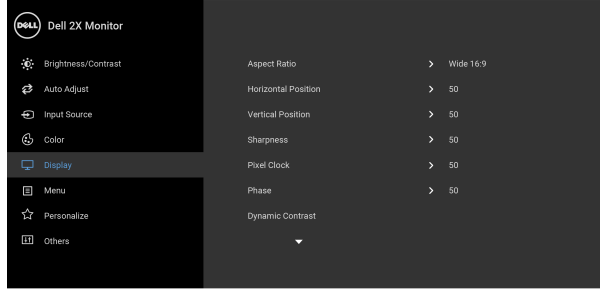 DELL Dell 2X Monitor
Brightness/Contrast
Auto Adjust
Input Source
Color
Display
Menu
Personalize
Others
Aspect Ratio Wide 16:9
Horizontal Position 50
Vertical Position 50
Sharpness 50
Pixel Clock 50
Phase 50
Dynamic Contrast